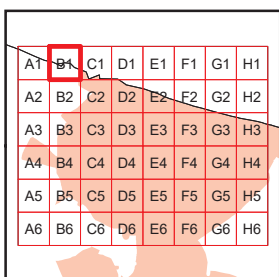 A1 B1 C1 D1 E1 F1 G1 H1
A2 B2 C2 D2 E2 F2 G2 H2
A3 B3 C3 D3 E3 F3 G3 H3
A4 B4 C4 D4 E4 F4 G4 H4
A5 B5 C5 D5 E5 F5 G5 H5
A6 B6 C6 D6 E6 F6 G6 H6